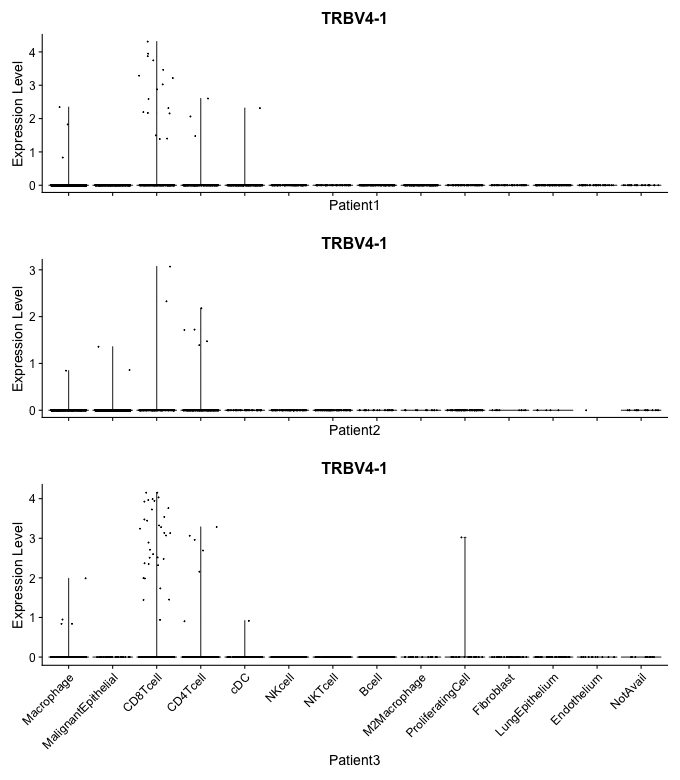 TRBV4-1
Expression Level
4
3
2
1
0
Patient1
TRBV4-1
Expression Level
3
2
1
0
Patient2
TRBV4-1
Expression Level
4
3
2
1
0
Macrophage
MalignantEpithelial
CD8Tcell
CD4Tcell
cDC
NKcell
NKTcell
Bcell
M2Macrophage
ProliferatingCell
Fibroblast
LungEpithelium
Endothelium
NotAvail
Patient3